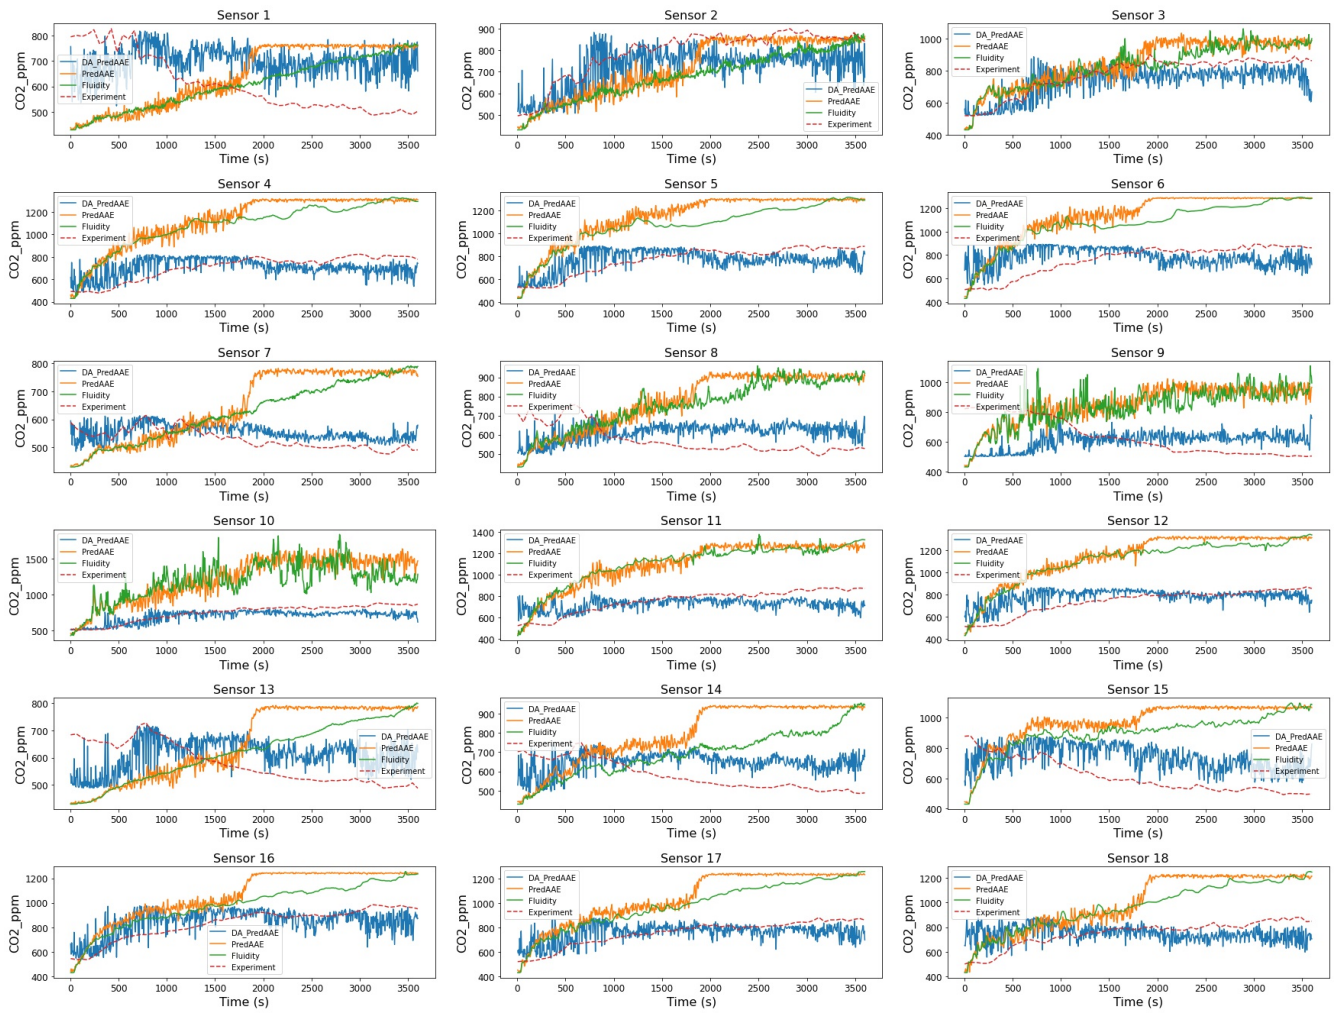 Sensor 1
CO2_ppm
800
700
600
500
DA_PredAAE
PredAAE
Fluidity
Experiment
0 500 1000 1500 2000 2500 3000 3500
Time (s)
Sensor 2
CO2_ppm
900
800
700
600
500
DA_PredAAE
PredAAE
Fluidity
Experiment
0 500 1000 1500 2000 2500 3000 3500
Time (s)
Sensor 3
CO2_ppm
1000
800
600
400
DA_PredAAE
PredAAE
Fluidity
Experiment
0 500 1000 1500 2000 2500 3000 3500
Time (s)
Sensor 4
CO2_ppm
1200
1000
800
600
400
DA_PredAAE
PredAAE
Fluidity
Experiment
0 500 1000 1500 2000 2500 3000 3500
Time (s)
Sensor 5
CO2_ppm
1200
1000
800
600
400
DA_PredAAE
PredAAE
Fluidity
Experiment
0 500 1000 1500 2000 2500 3000 3500
Time (s)
Sensor 6
CO2_ppm
1200
1000
800
600
400
DA_PredAAE
PredAAE
Fluidity
Experiment
0 500 1000 1500 2000 2500 3000 3500
Time (s)
Sensor 7
CO2_ppm
800
700
600
500
DA_PredAAE
PredAAE
Fluidity
Experiment
0 500 1000 1500 2000 2500 3000 3500
Time (s)
Sensor 8
CO2_ppm
900
800
700
600
500
DA_PredAAE
PredAAE
Fluidity
Experiment
0 500 1000 1500 2000 2500 3000 3500
Time (s)
Sensor 9
CO2_ppm
1000
800
600
400
DA_PredAAE
PredAAE
Fluidity
Experiment
0 500 1000 1500 2000 2500 3000 3500
Time (s)
Sensor 10
CO2_ppm
1500
1000
500
DA_PredAAE
PredAAE
Fluidity
Experiment
0 500 1000 1500 2000 2500 3000 3500
Time (s)
Sensor 11
CO2_ppm
1400
1200
1000
800
600
400
DA_PredAAE
PredAAE
Fluidity
Experiment
0 500 1000 1500 2000 2500 3000 3500
Time (s)
Sensor 12
CO2_ppm
1200
1000
800
600
400
DA_PredAAE
PredAAE
Fluidity
Experiment
0 500 1000 1500 2000 2500 3000 3500
Time (s)
Sensor 13
CO2_ppm
800
700
600
500
DA_PredAAE
PredAAE
Fluidity
Experiment
0 500 1000 1500 2000 2500 3000 3500
Time (s)
Sensor 14
CO2_ppm
900
800
700
600
500
DA_PredAAE
PredAAE
Fluidity
Experiment
0 500 1000 1500 2000 2500 3000 3500
Time (s)
Sensor 15
CO2_ppm
1000
800
600
400
DA_PredAAE
PredAAE
Fluidity
Experiment
0 500 1000 1500 2000 2500 3000 3500
Time (s)
Sensor 16
CO2_ppm
1200
1000
800
600
400
DA_PredAAE
PredAAE
Fluidity
Experiment
0 500 1000 1500 2000 2500 3000 3500
Time (s)
Sensor 17
CO2_ppm
1200
1000
800
600
400
DA_PredAAE
PredAAE
Fluidity
Experiment
0 500 1000 1500 2000 2500 3000 3500
Time (s)
Sensor 18
CO2_ppm
1200
1000
800
600
400
DA_PredAAE
PredAAE
Fluidity
Experiment
0 500 1000 1500 2000 2500 3000 3500
Time (s)